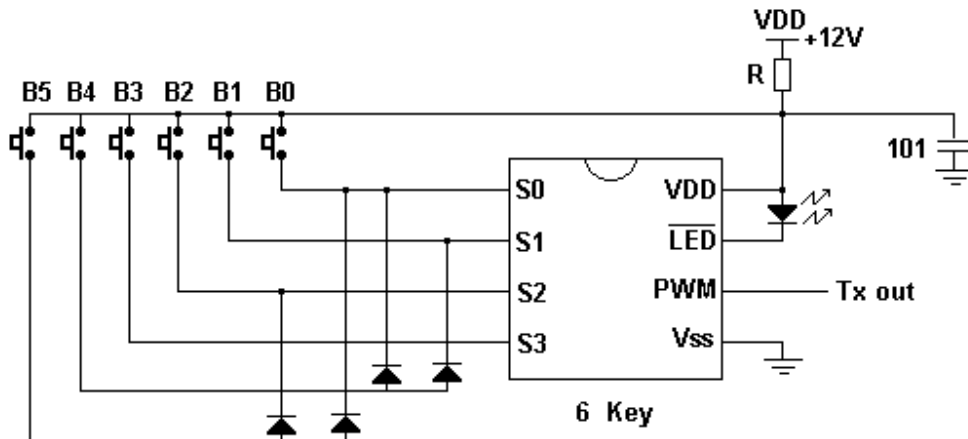 VDD
+12V
R
B5 B4 B3 B2 B1 B0
101
S0 VDD
S1 LED
S2 PWM Tx out
S3 Vss
6 Key